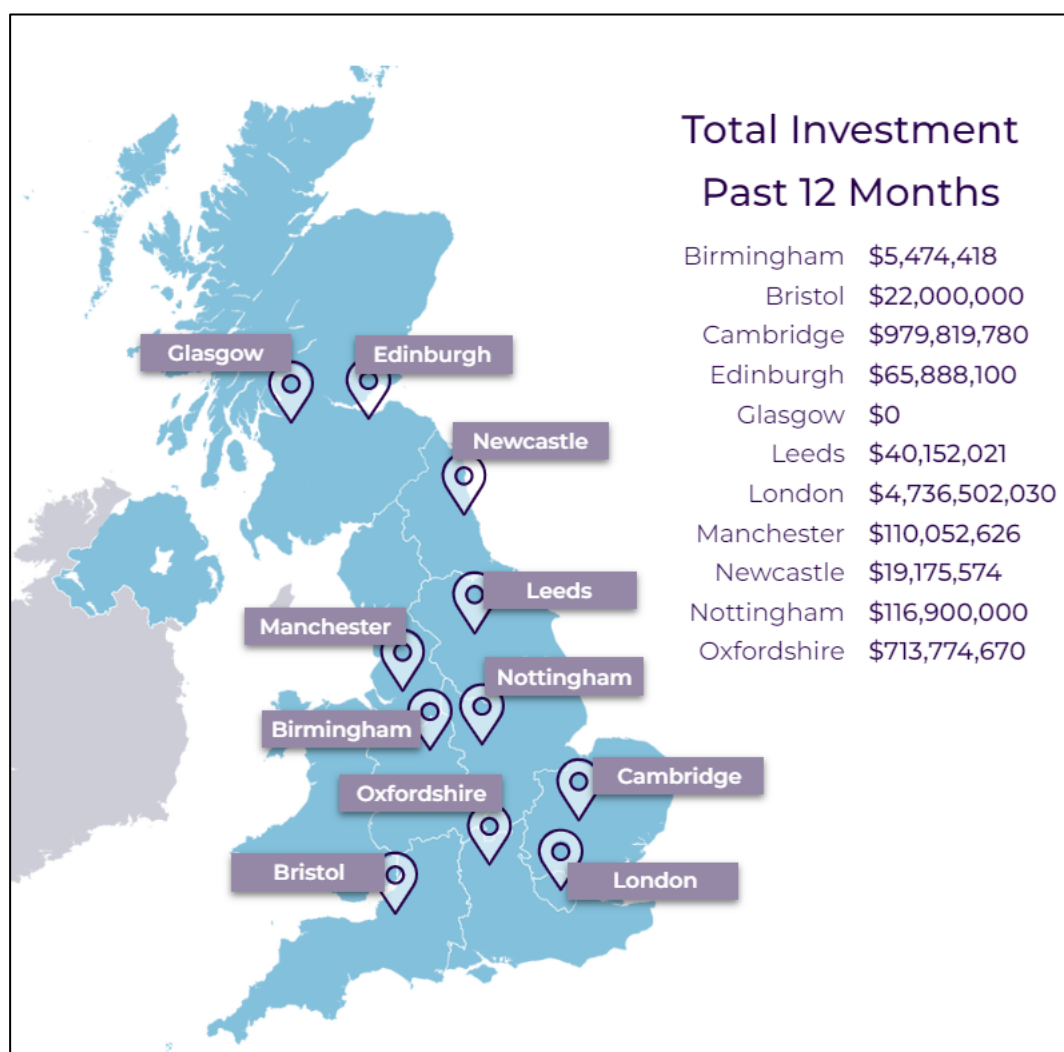 Total Investment
Past 12 Months
Birmingham $5,474,418
Bristol $22,000,000
Cambridge $979,819,780
Edinburgh $65,888,100
Glasgow $0
Leeds $40,152,021
London $4,736,502,030
Manchester $110,052,626
Newcastle $19,175,574
Nottingham $116,900,000
Oxfordshire $713,774,670
Glasgow
Edinburgh
Newcastle
Leeds
Manchester
Nottingham
Birmingham
Cambridge
Oxfordshire
Bristol
London